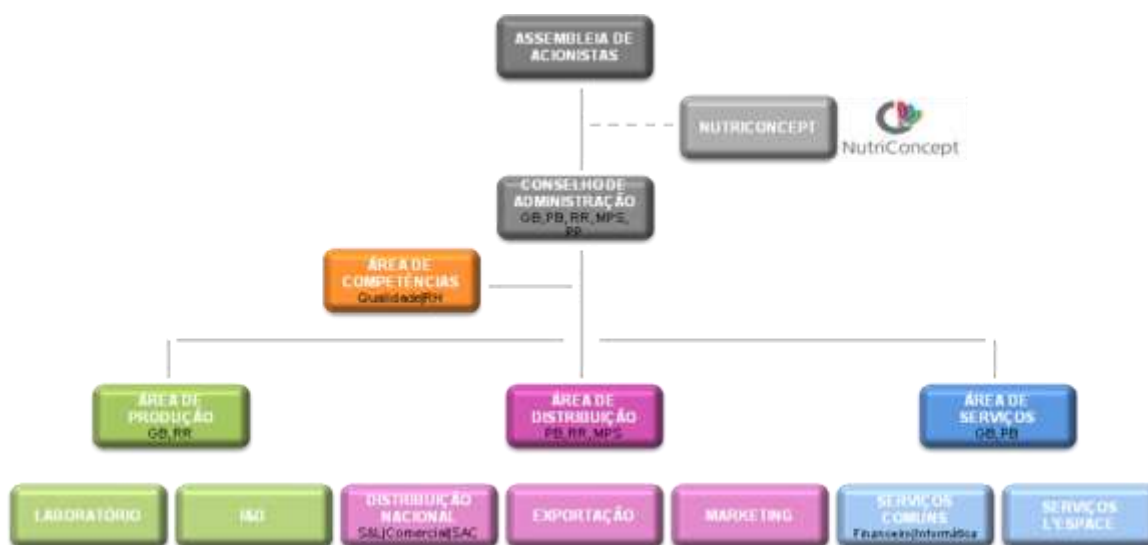 ASSEMBLEIA DE
ACIONISTAS
NUTRICONCEPT
NutriConcept
CONSELHO DE
ADMINISTRAÇÃO
GB, PB, RR, MPS,
PP
ÁREA DE
COMPETÊNCIAS
Qualidade|RH
ÁREA DE
PRODUÇÃO
GB, RR
ÁREA DE
DISTRIBUIÇÃO
PB, RR, MPS
ÁREA DE
SERVIÇOS
GB, PB
LABORATÓRIO
I&D
DISTRIBUIÇÃO
NACIONAL
S&L|Comercial|SAC
EXPORTAÇÃO
MARKETING
SERVIÇOS
COMUNS
Financeiro|Informática
SERVIÇOS
L'ESPACE